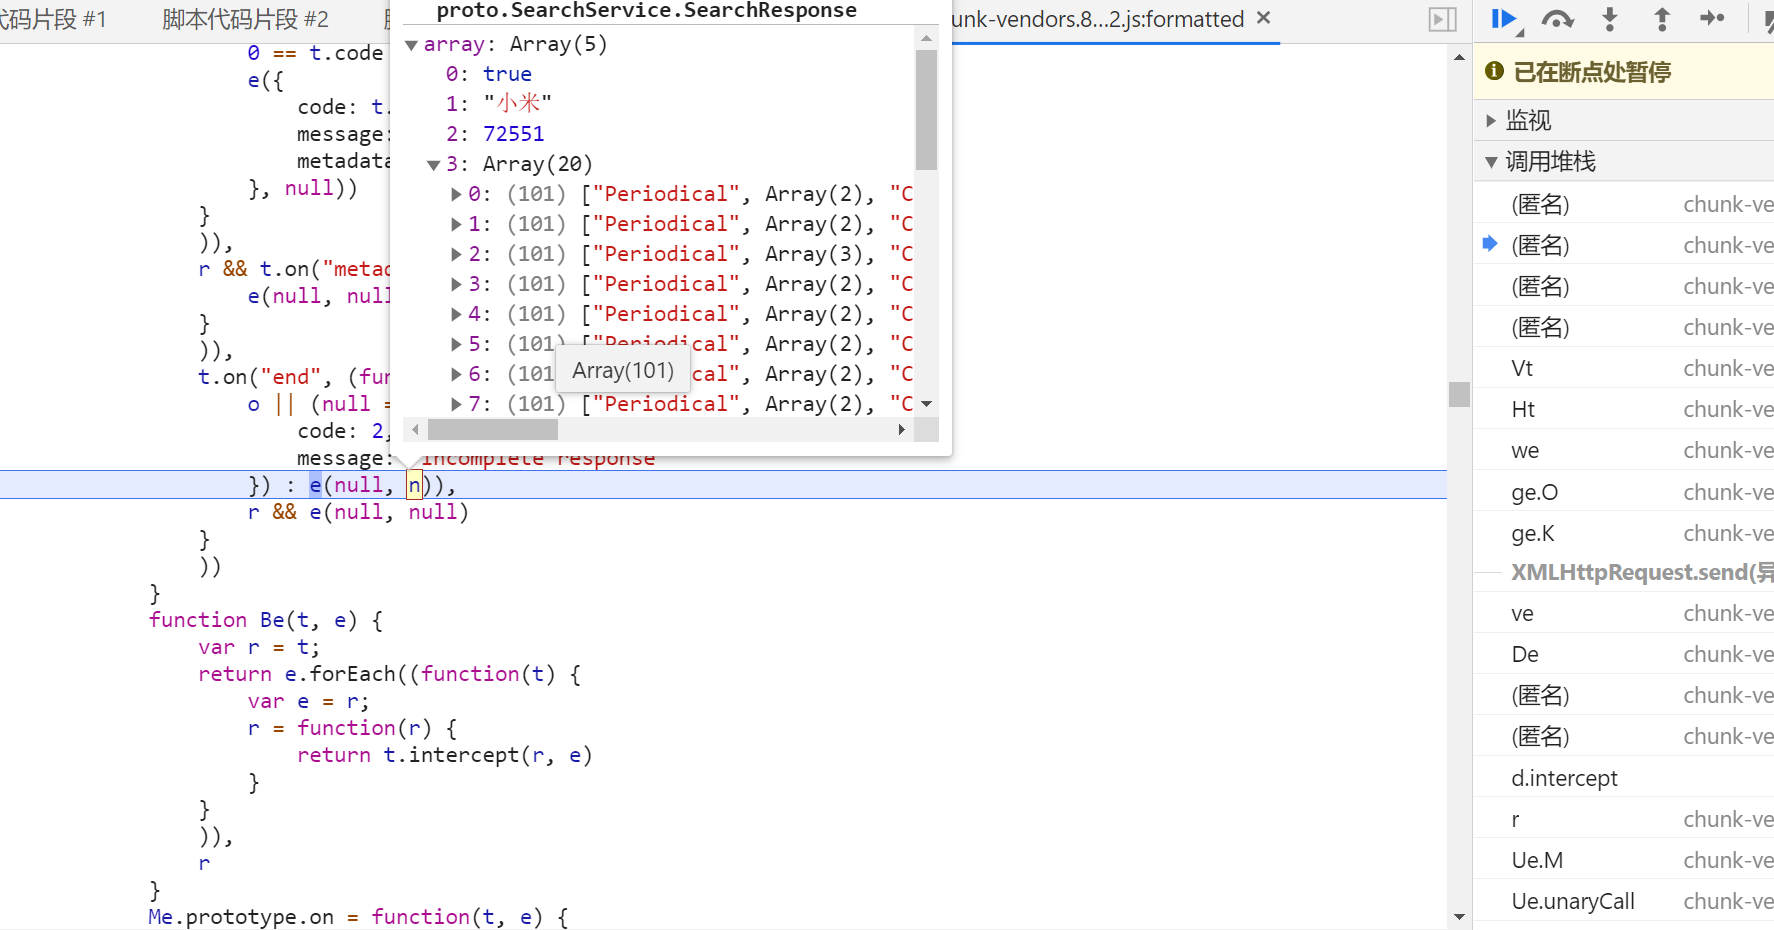 代码片段 #1
脚本代码片段 #2
unk-vendors.8...2.js:formatted ×
0 == t.code
e({
code: t.
message:
metadata
}, null))
}
)),
r && t.on("metad
e(null, null
}
)),
t.on("end", (fun
o || (null =
code: 2,
message: "Incomplete response"
}) : e(null, n)),
r && e(null, null)
}
))
}
function Be(t, e) {
var r = t;
return e.forEach((function(t) {
var e = r;
r = function(r) {
return t.intercept(r, e)
}
}
)),
r
}
Me.prototype.on = function(t, e) {
proto.SearchService.SearchResponse
array: Array(5)
0: true
1: "小米"
2: 72551
3: Array(20)
0: (101) ["Periodical", Array(2), "C
1: (101) ["Periodical", Array(2), "C
2: (101) ["Periodical", Array(3), "C
3: (101) ["Periodical", Array(2), "C
4: (101) ["Periodical", Array(2), "C
5: (101) ["Periodical", Array(2), "C
6: (101 cal", Array(2), "C
7: (101) ["Periodical", Array(2), "C
Array(101)
已在断点处暂停
监视
调用堆栈
(匿名) chunk-ve
(匿名) chunk-ve
(匿名) chunk-ve
(匿名) chunk-ve
Vt chunk-ve
Ht chunk-ve
we chunk-ve
ge.O chunk-ve
ge.K chunk-ve
XMLHttpRequest.send(异
ve chunk-ve
De chunk-ve
(匿名) chunk-ve
(匿名) chunk-ve
d.intercept
r chunk-ve
Ue.M chunk-ve
Ue.unaryCall chunk-ve